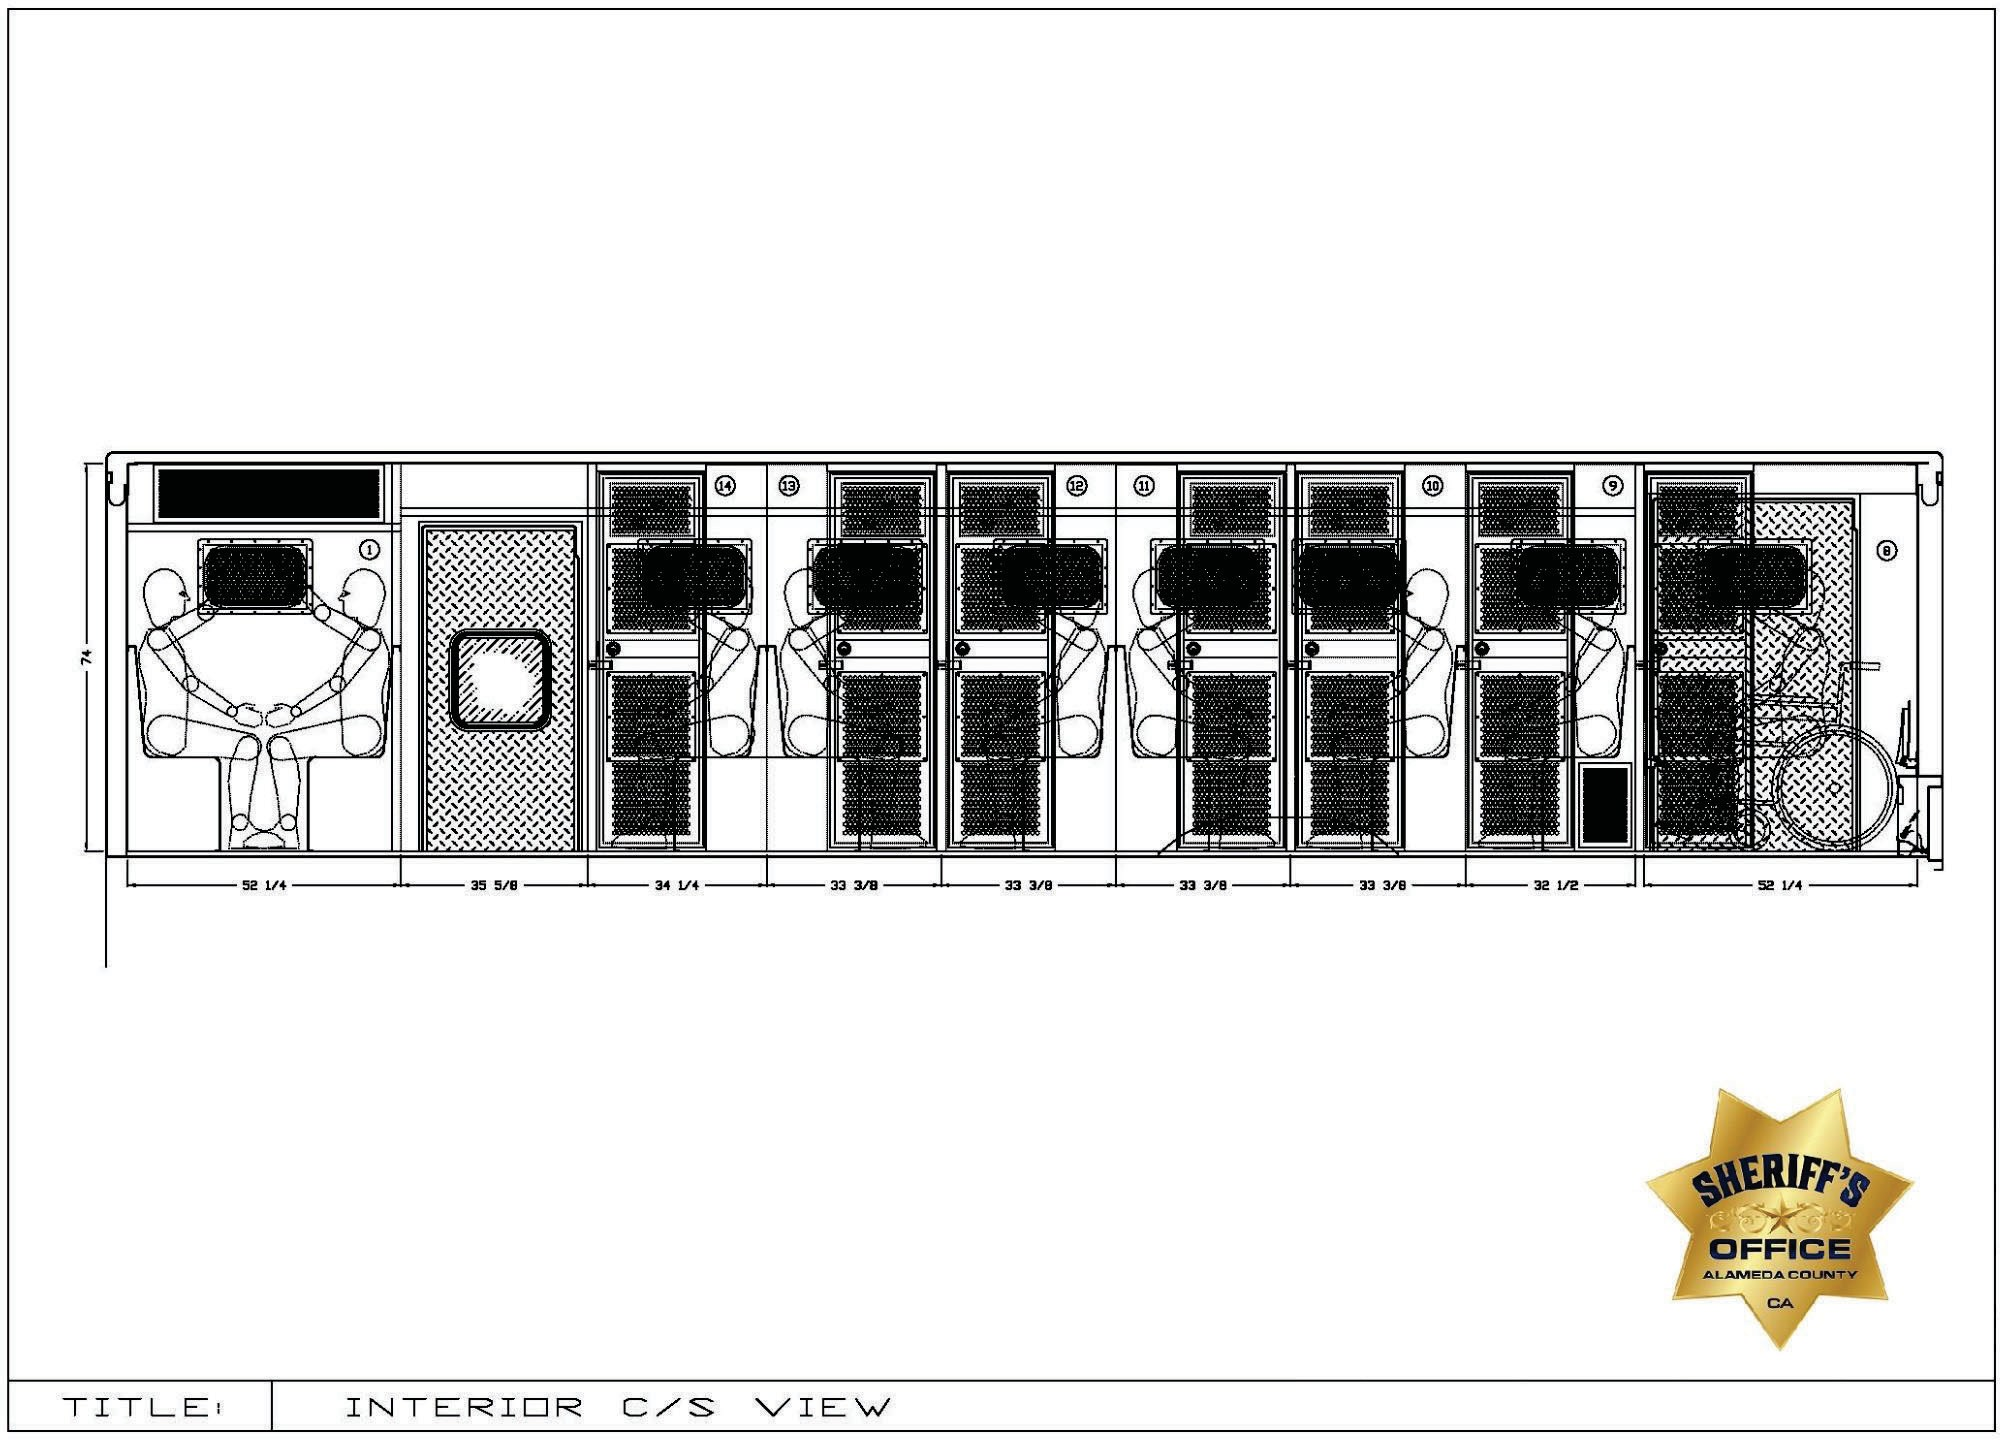 14 13 12 11 10 9
1 8
74
52 1/4 35 5/8 34 1/4 33 3/8 33 3/8 33 3/8 33 3/8 32 1/2 52 1/4
SHERIFF'S
OFFICE
ALAMEDA COUNTY
CA
TITLE: INTERIOR C/S VIEW